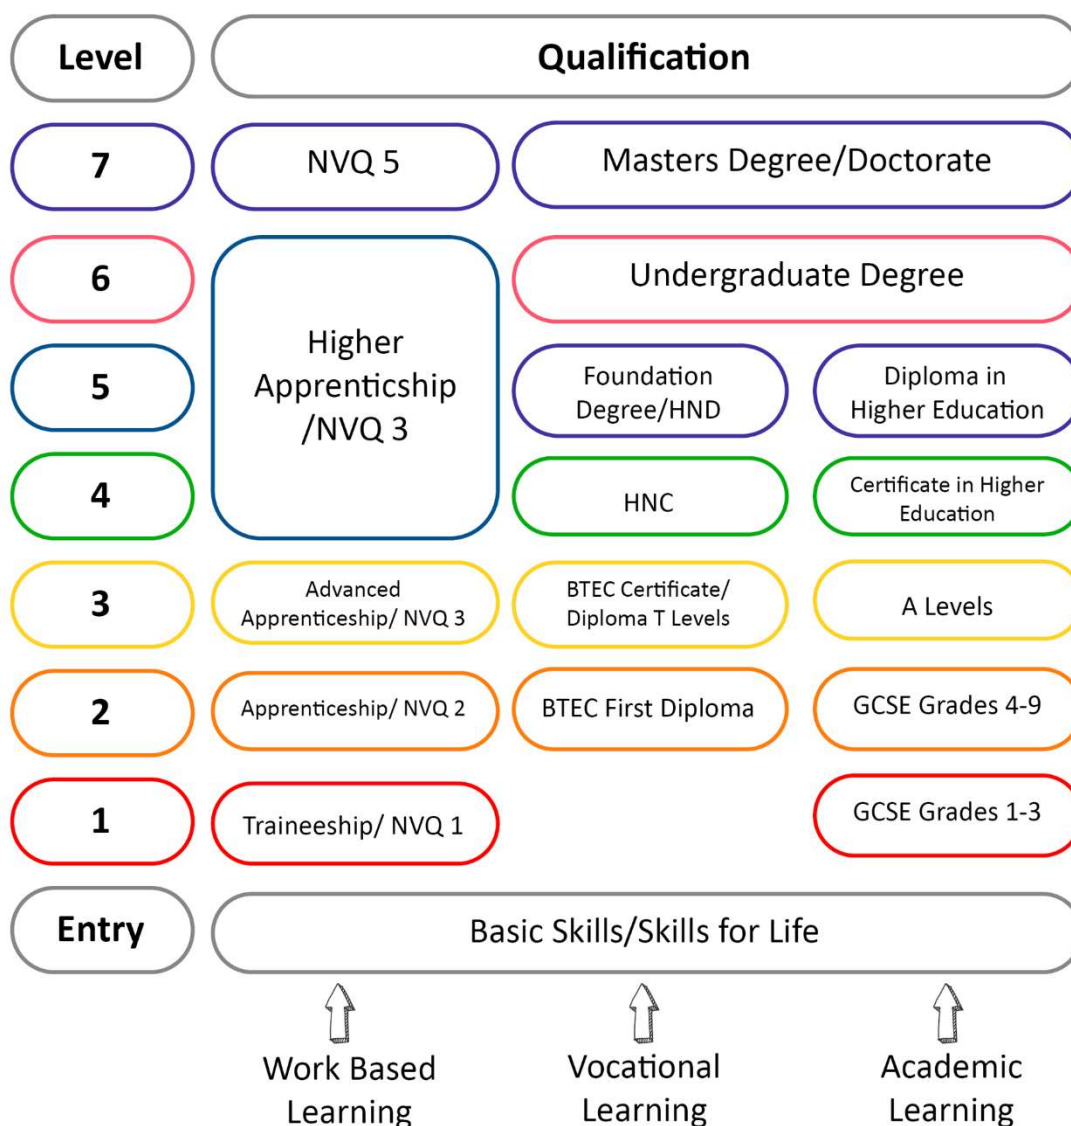 Level
Qualification
7
NVQ 5
Masters Degree/Doctorate
6
Undergraduate Degree
Higher
Apprenticship
/NVQ 3
5
Foundation
Degree/HND
Diploma in
Higher Education
4
HNC
Certificate in Higher
Education
3
Advanced
Apprenticeship/ NVQ 3
BTEC Certificate/
Diploma T Levels
A Levels
2
Apprenticeship/ NVQ 2
BTEC First Diploma
GCSE Grades 4-9
1
Traineeship/ NVQ 1
GCSE Grades 1-3
Entry
Basic Skills/Skills for Life
Work Based
Learning
Vocational
Learning
Academic
Learning